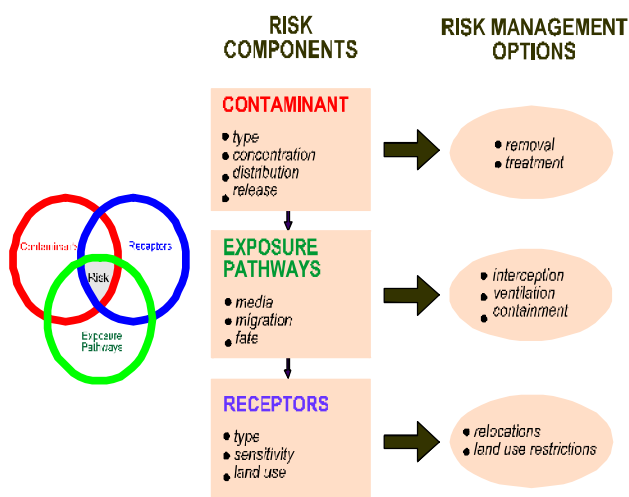 RISK
COMPONENTS
RISK MANAGEMENT
OPTIONS
CONTAMINANT
• type
• concentration
• distribution
• release
• removal
• treatment
Contaminants
Receptors
Risk
Exposure
Pathways
EXPOSURE
PATHWAYS
• media
• migration
• fate
• interception
• ventilation
• containment
RECEPTORS
• type
• sensitivity
• land use
• relocations
• land use restrictions